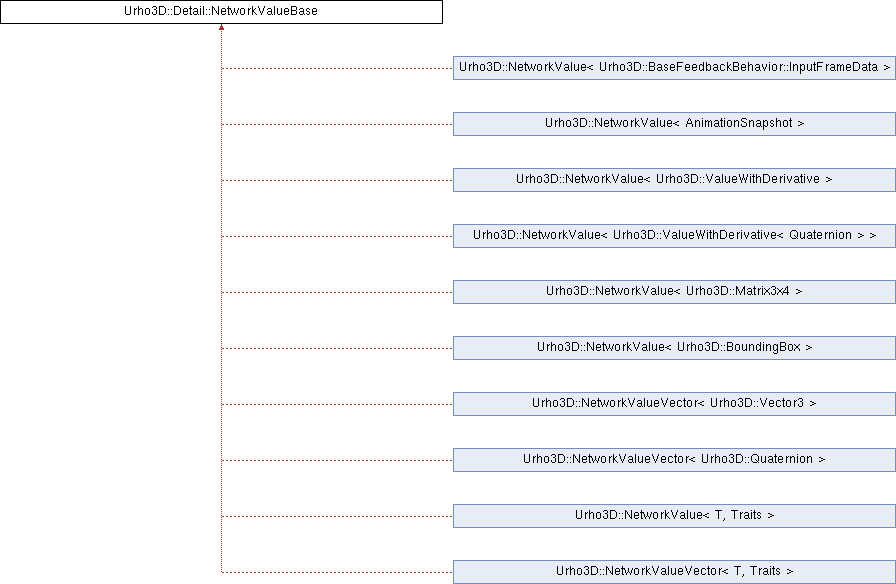 Urho3D::Detail::NetworkValueBase
Urho3D::NetworkValue< Urho3D::BaseFeedbackBehavior::InputFrameData >
Urho3D::NetworkValue< AnimationSnapshot >
Urho3D::NetworkValue< Urho3D::ValueWithDerivative >
Urho3D::NetworkValue< Urho3D::ValueWithDerivative< Quaternion > >
Urho3D::NetworkValue< Urho3D::Matrix3x4 >
Urho3D::NetworkValue< Urho3D::BoundingBox >
Urho3D::NetworkValueVector< Urho3D::Vector3 >
Urho3D::NetworkValueVector< Urho3D::Quaternion >
Urho3D::NetworkValue< T, Traits >
Urho3D::NetworkValueVector< T, Traits >